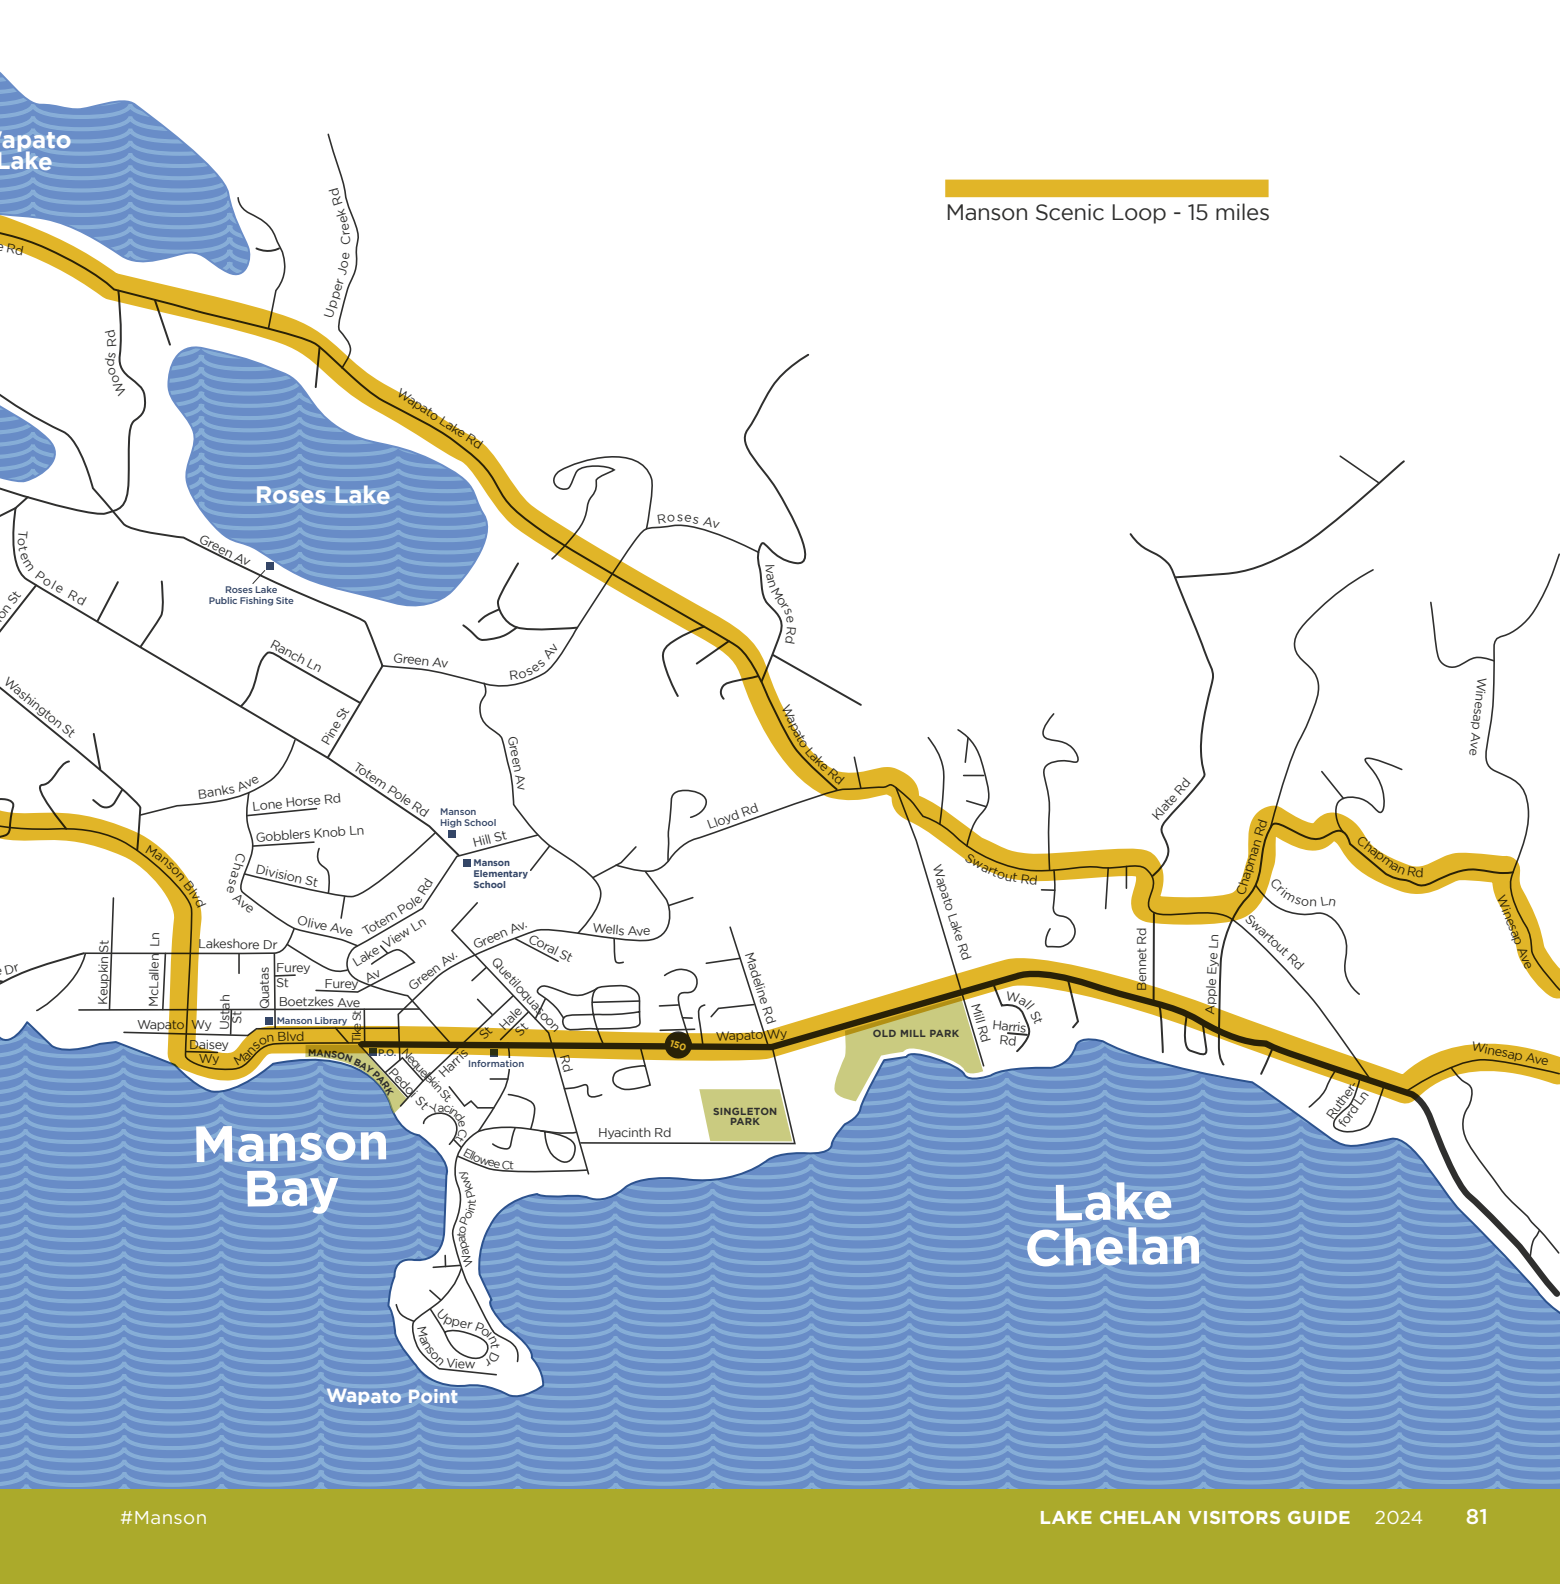 apato
Lake
e Rd
Upper Joe Creek Rd
Manson Scenic Loop - 15 miles
Woods Rd
Wapato Lake Rd
Roses Lake
Roses Av
Totem Pole Rd
Green Av
Roses Lake
Public Fishing Site
Ivan Morse Rd
on St
Ranch Ln
Green Av
Roses Av
Washington St
Pine St
Green Av
Wapato Lake Rd
Winesap Ave
Banks Ave
Totem Pole Rd
Lone Horse Rd
Manson
High School
Lloyd Rd
Klate Rd
Gobblers Knob Ln
Hill St
Manson Blvd
Chase Ave
Division St
Manson
Elementary
School
Swartout Rd
Chapman Rd
Chapman Rd
Crimson Ln
Totem Pole Rd
Wapato Lake Rd
Winesap Ave
Olive Ave
Lake View Ln
Green Av.
Wells Ave
Coral St
Swartout Rd
Lakeshore Dr
e Dr
Keupkin St
McLallen Ln
Quatas
Furey
St
Furey
Av
Green Av.
Quetiloquasoon
Rd
Madeline Rd
Bennet Rd
Apple Eye Ln
Ustah
St
Boetzkes Ave
Tike St
Hale
St
Wall St
Mill Rd
Harris
Rd
Wapato Wy
Manson Library
Manson Blvd
Daisey
Wy
150
Wapato Wy
OLD MILL PARK
Winesap Ave
MANSON BAY PARK
P.O.
Harris
St
Information
Pedoi St
SINGLETON
PARK
Hyacinth Rd
Ruther-
ford Ln
Manson
Bay
Ellowee Ct
Wapato Point Pkwy
Lake
Chelan
Upper Point Dr
Manson View
Wapato Point
#Manson
LAKE CHELAN VISITORS GUIDE 2024 81